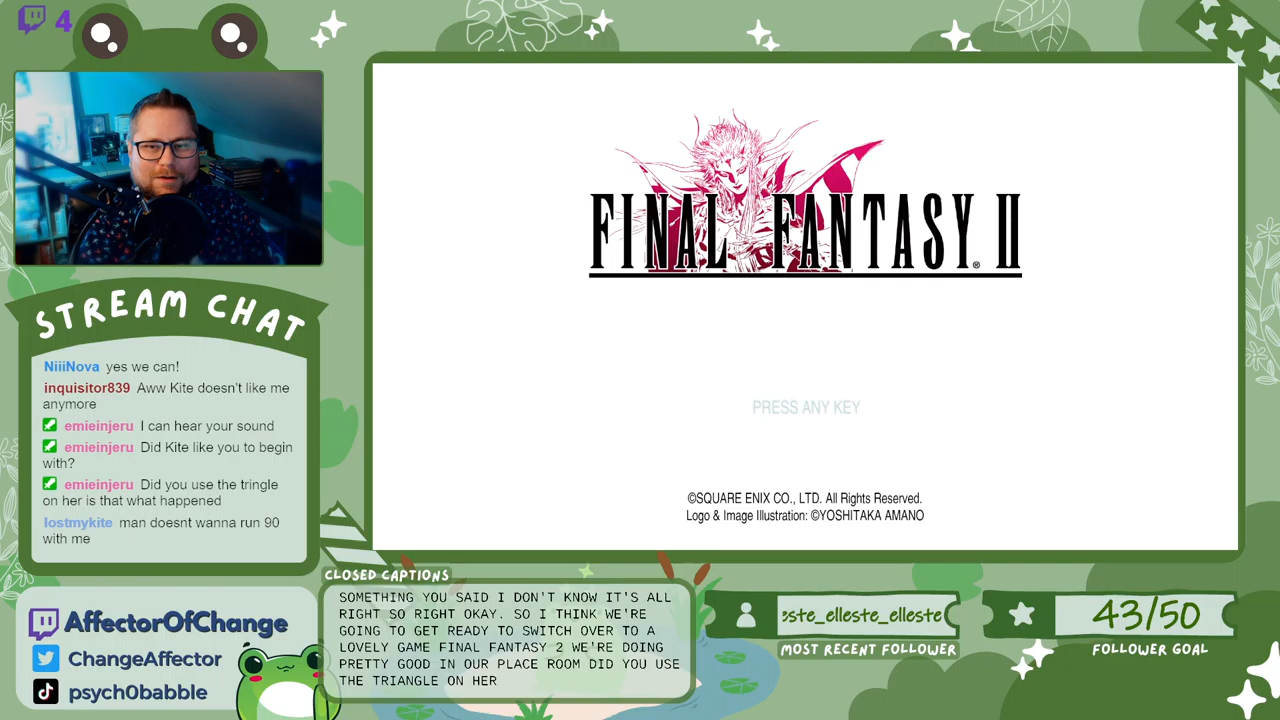 4
STREAM CHAT
NiiiNova yes we can!
inquisitor839 Aww Kite doesn't like me
anymore
emieinjeru I can hear your sound
emieinjeru Did Kite like you to begin
with?
emieinjeru Did you use the tringle
on her is that what happened
lostmykite man doesnt wanna run 90
with me
AffectorOfChange
ChangeAffector
psych0babble
FINAL FANTASY® II
PRESS ANY KEY
©SQUARE ENIX CO., LTD. All Rights Reserved.
Logo & Image Illustration: ©YOSHITAKA AMANO
CLOSED CAPTIONS
SOMETHING YOU SAID I DON'T KNOW IT'S ALL
RIGHT SO RIGHT OKAY. SO I THINK WE'RE
GOING TO GET READY TO SWITCH OVER TO A
LOVELY GAME FINAL FANTASY 2 WE'RE DOING
PRETTY GOOD IN OUR PLACE ROOM DID YOU USE
THE TRIANGLE ON HER
este_elleste_elleste
MOST RECENT FOLLOWER
43/50
FOLLOWER GOAL